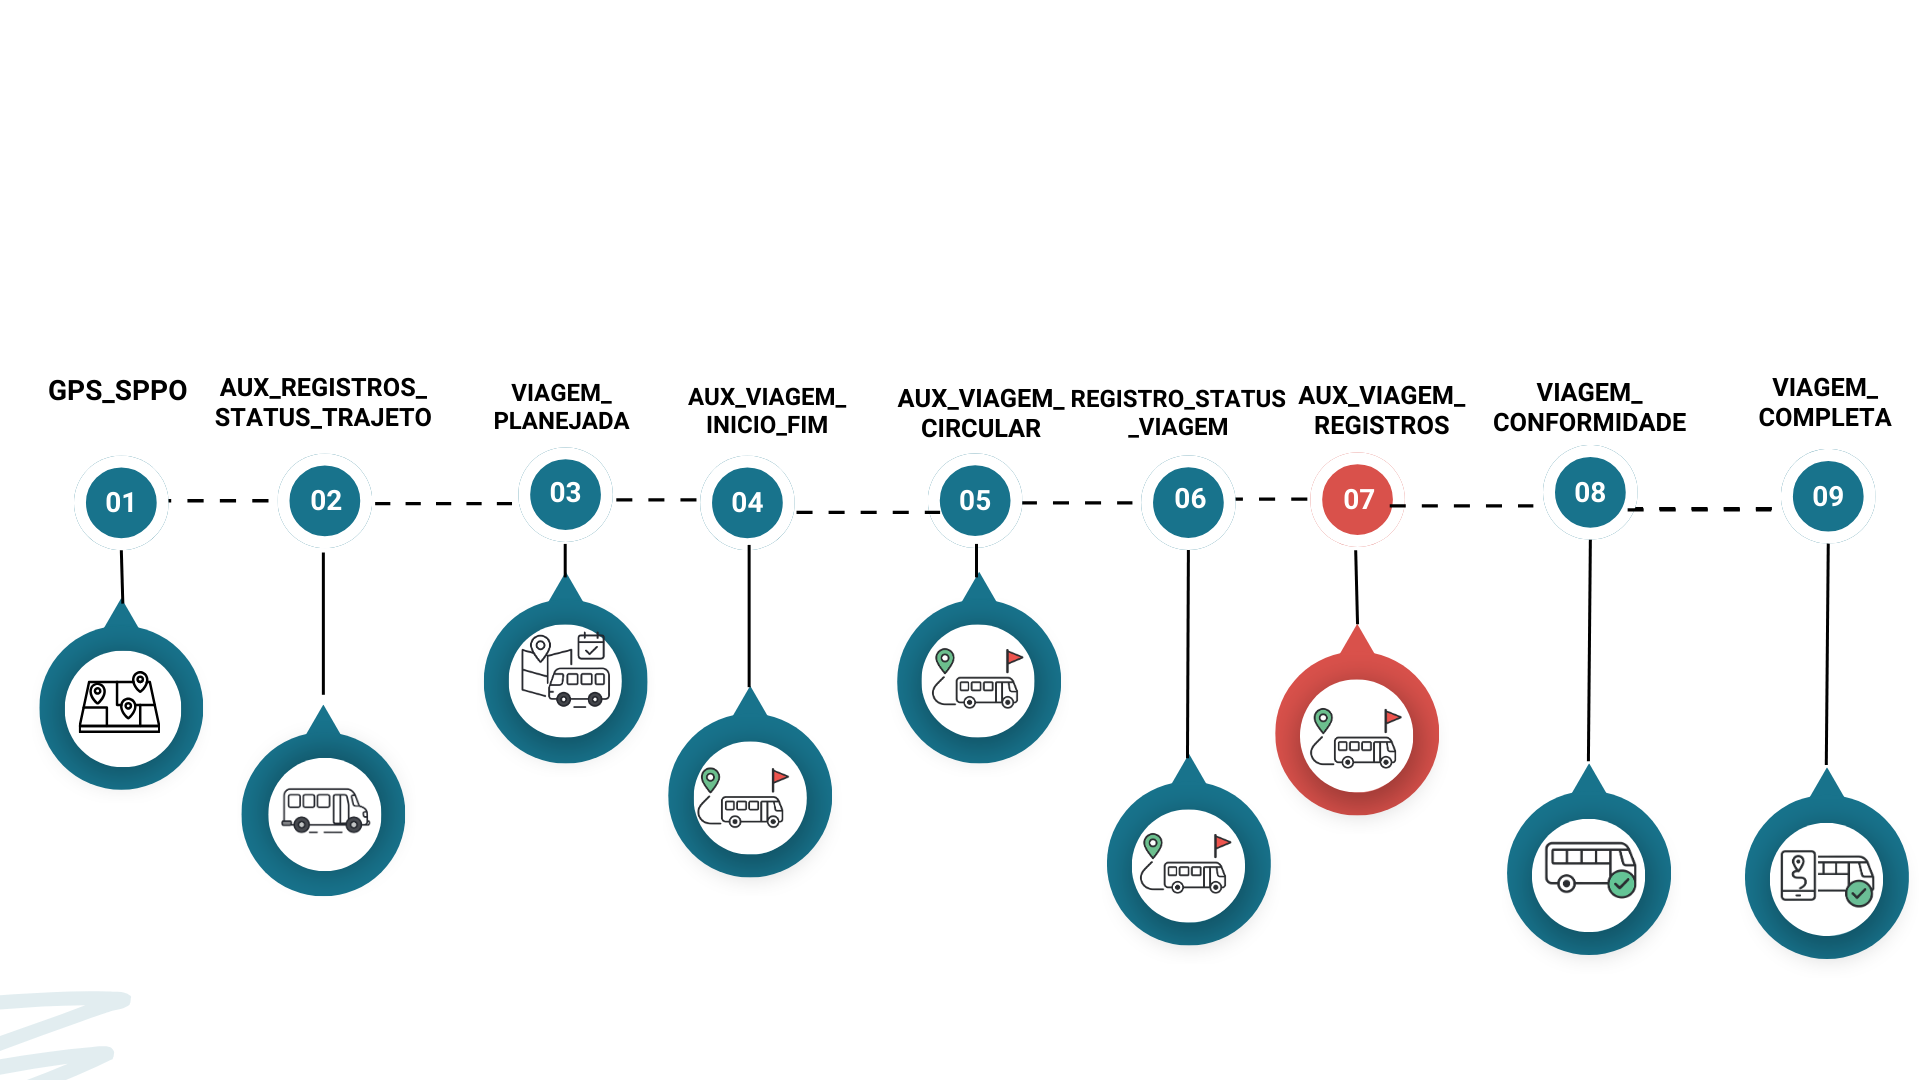 GPS_SPPO
AUX_REGISTROS_
STATUS_TRAJETO
VIAGEM_
PLANEJADA
AUX_VIAGEM_
INICIO_FIM
AUX_VIAGEM_
CIRCULAR
REGISTRO_STATUS
_VIAGEM
AUX_VIAGEM_
REGISTROS
VIAGEM_
CONFORMIDADE
VIAGEM_
COMPLETA
01
02
03
04
05
06
07
08
09